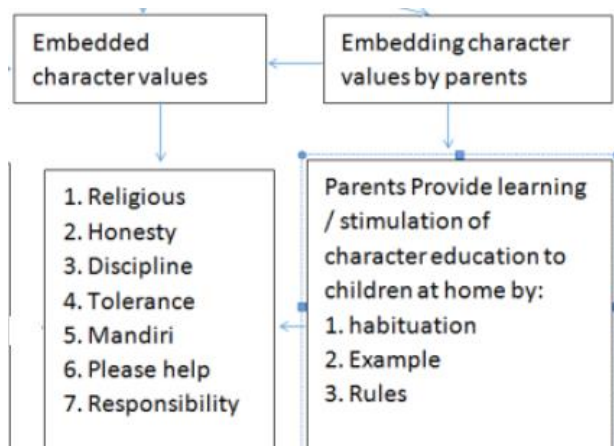 Embedded
character values
Embedding character
values by parents
1. Religious
2. Honesty
3. Discipline
4. Tolerance
5. Mandiri
6. Please help
7. Responsibility
Parents Provide learning
/ stimulation of
character education to
children at home by:
1. habituation
2. Example
3. Rules